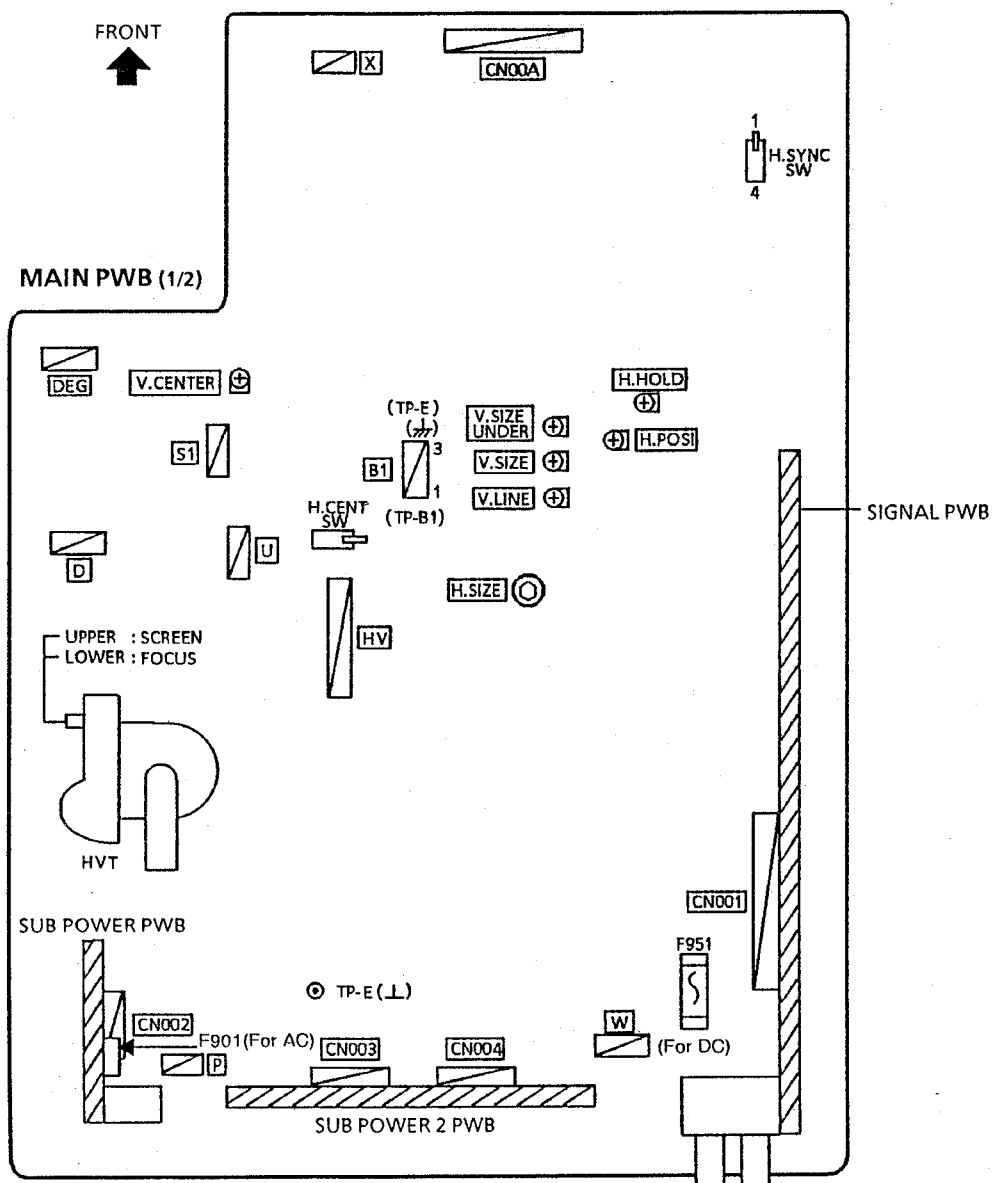 FRONT
X
CN00A
1
H.SYNC
SW
4
MAIN PWB (1/2)
DEG
V.CENTER
H.HOLD
(TP-E)
V.SIZE
UNDER
H.POSI
S1
B1
3
V.SIZE
1
V.LINE
H.CENT
SW
(TP-B1)
SIGNAL PWB
D
U
H.SIZE
HV
UPPER : SCREEN
LOWER : FOCUS
HVT
CN001
SUB POWER PWB
F951
TP-E (⊥)
CN002
W
F901(For AC)
(For DC)
P
CN003
CN004
SUB POWER 2 PWB